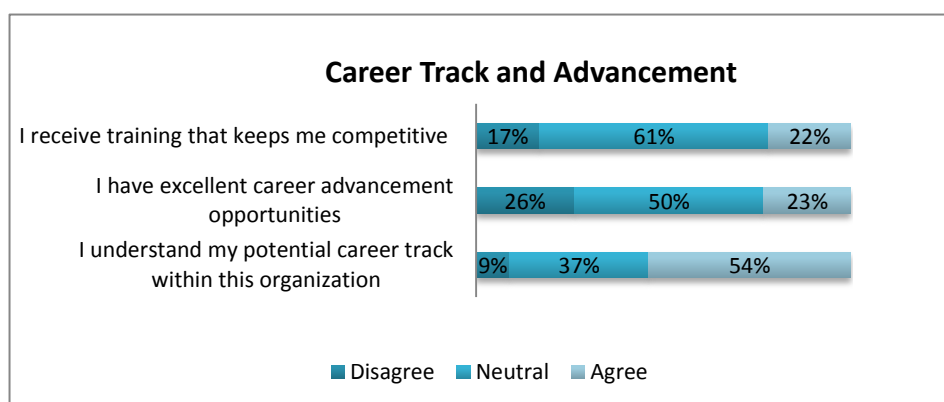 Career Track and Advancement
I receive training that keeps me competitive
17% 61% 22%
I have excellent career advancement
opportunities
26% 50% 23%
I understand my potential career track
within this organization
9% 37% 54%
Disagree Neutral Agree